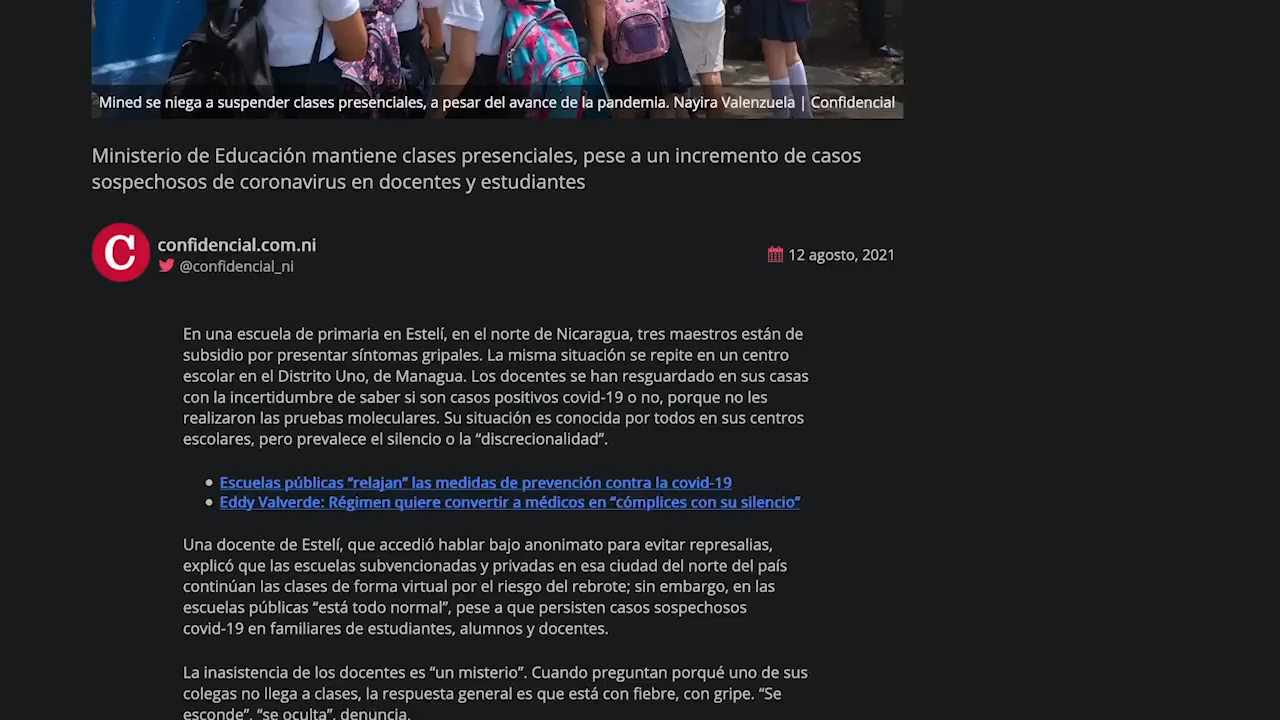 Mined se niega a suspender clases presenciales, a pesar del avance de la pandemia. Nayira Valenzuela | Confidencial
Ministerio de Educación mantiene clases presenciales, pese a un incremento de casos
sospechosos de coronavirus en docentes y estudiantes
C
confidencial.com.ni
@confidencial_ni
12 agosto, 2021
En una escuela de primaria en Estelí, en el norte de Nicaragua, tres maestros están de
subsidio por presentar síntomas gripales. La misma situación se repite en un centro
escolar en el Distrito Uno, de Managua. Los docentes se han resguardado en sus casas
con la incertidumbre de saber si son casos positivos covid-19 o no, porque no les
realizaron las pruebas moleculares. Su situación es conocida por todos en sus centros
escolares, pero prevalece el silencio o la “discrecionalidad”.
Escuelas públicas “relajan” las medidas de prevención contra la covid-19
Eddy Valverde: Régimen quiere convertir a médicos en “cómplices con su silencio”
Una docente de Estelí, que accedió hablar bajo anonimato para evitar represalias,
explicó que las escuelas subvencionadas y privadas en esa ciudad del norte del país
continúan las clases de forma virtual por el riesgo del rebrote; sin embargo, en las
escuelas públicas “está todo normal”, pese a que persisten casos sospechosos
covid-19 en familiares de estudiantes, alumnos y docentes.
La inasistencia de los docentes es “un misterio”. Cuando preguntan porqué uno de sus
colegas no llega a clases, la respuesta general es que está con fiebre, con gripe. “Se
esconde”, “se oculta”, denuncia.